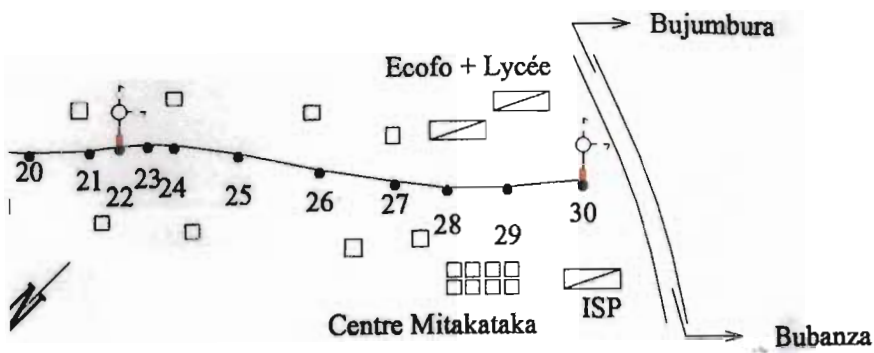 Bujumbura
Ecofo + Lycée
20 21 22 23 24 25 26 27 28 29 30
N
ISP
Centre Mitakataka
Bubanza